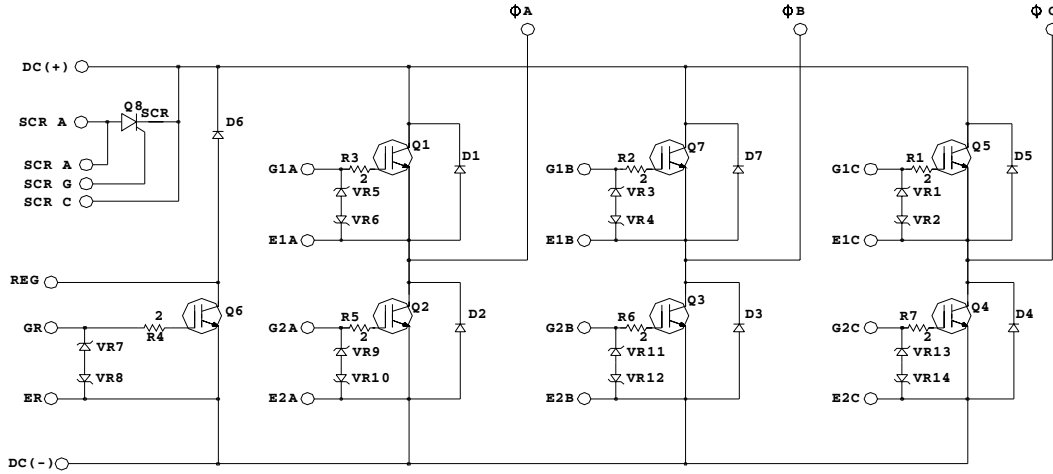 ΦA ΦB ΦC
DC(+)
SCR A Q8 SCR D6
SCR A
SCR G
SCR C
G1A R3 2 Q1 D1 G1B R2 2 Q7 D7 G1C R1 2 Q5 D5
VR5 VR3 VR1
VR6 VR4 VR2
E1A E1B E1C
REG
GR 2 R4 Q6 G2A R5 2 Q2 D2 G2B R6 2 Q3 D3 G2C R7 2 Q4 D4
VR7 VR9 VR11 VR13
VR8 VR10 VR12 VR14
ER E2A E2B E2C
DC(-)